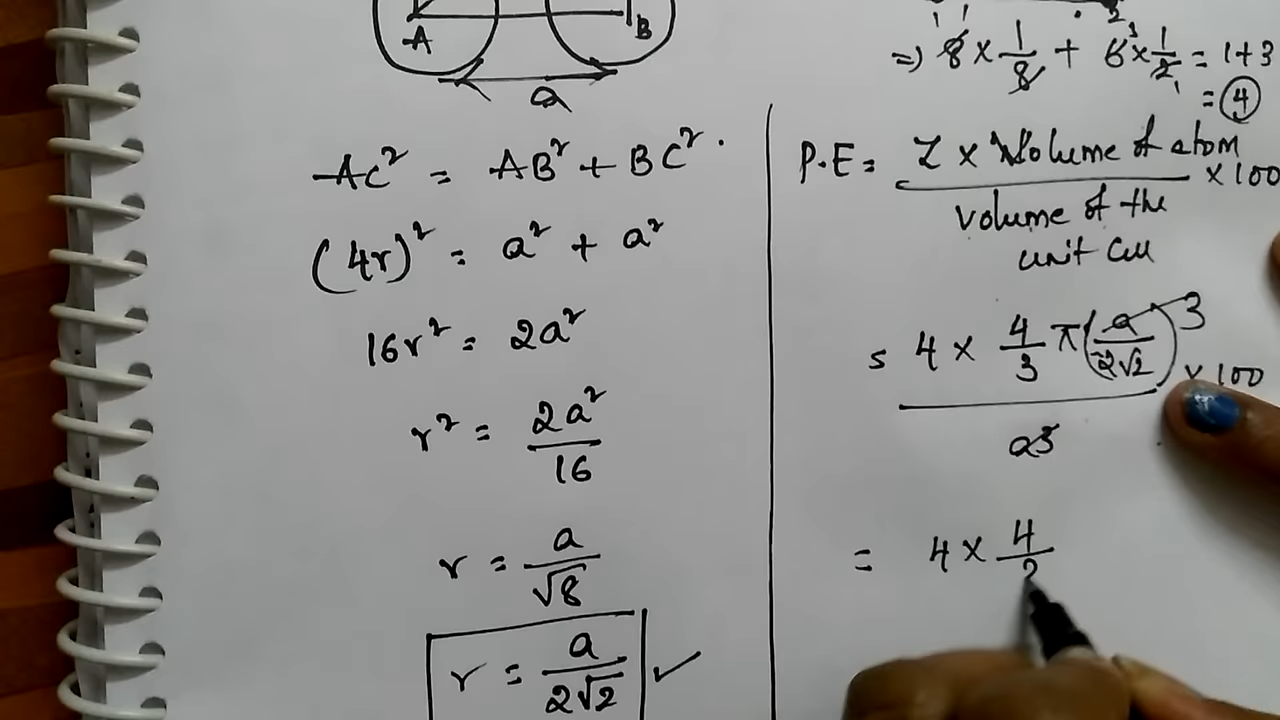 A B
a
AC² = AB² + BC²
(4r)² = a² + a²
16r² = 2a²
r² = 2a²/16
r = a/√8
r = a/2√2 ✓
=) 8 × 1/8 + 6 × 1/2 = 1+3
= 4
P.E = Z × Volume of atom / Volume of the unit cell × 100
= 4 × 4/3 π (a/2√2)³ / a³ × 100
= 4 × 4/